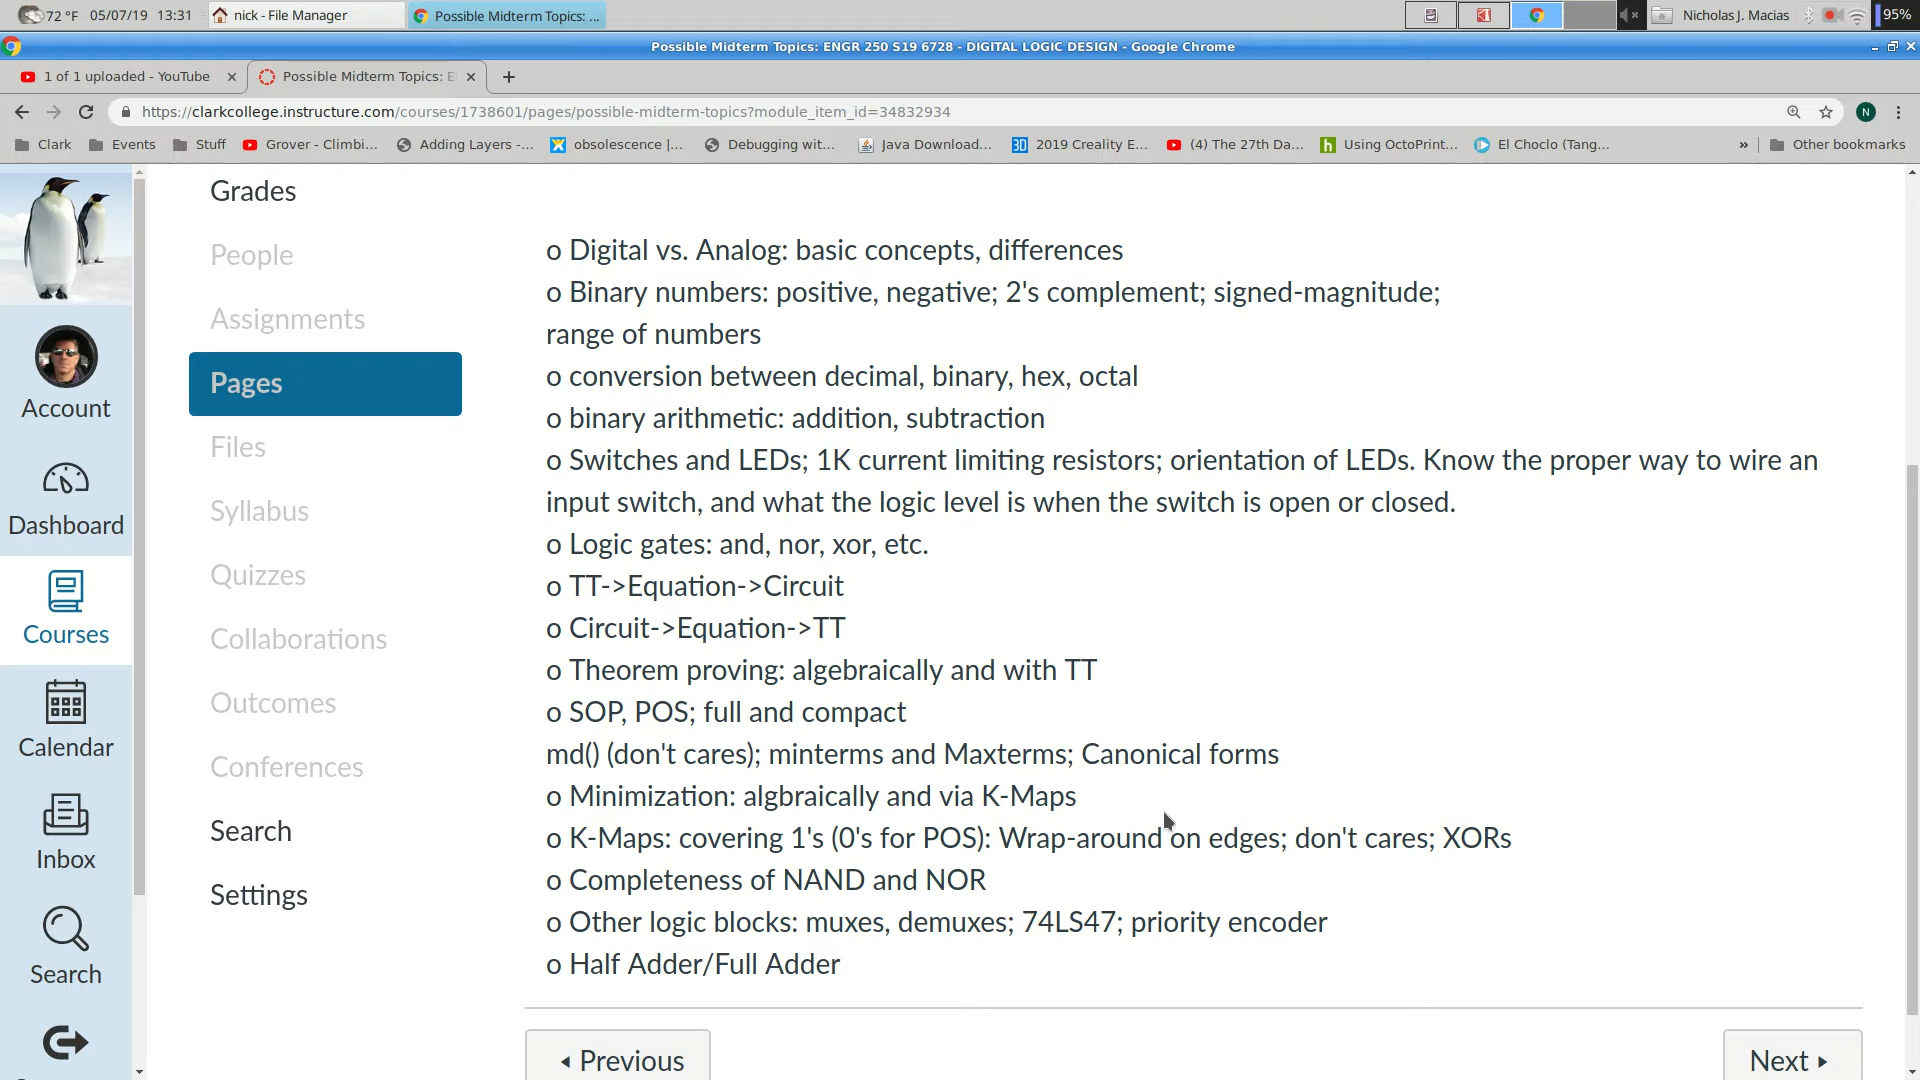 72 °F 05/07/19 13:31 nick - File Manager Possible Midterm Topics: ... Nicholas J. Macias 95%
Possible Midterm Topics: ENGR 250 S19 6728 - DIGITAL LOGIC DESIGN - Google Chrome
1 of 1 uploaded - YouTube × Possible Midterm Topics: E × +
https://clarkcollege.instructure.com/courses/1738601/pages/possible-midterm-topics?module_item_id=34832934 N
Clark Events Stuff Grover - Climbi... Adding Layers -... obsolescence |... Debugging wit... Java Download... 3D 2019 Creality E... (4) The 27th Da... h Using OctoPrint... El Choclo (Tang... » Other bookmarks
Account
Dashboard
Courses
Calendar
Inbox
Search
Grades
People
Assignments
Pages
Files
Syllabus
Quizzes
Collaborations
Outcomes
Conferences
Search
Settings
o Digital vs. Analog: basic concepts, differences
o Binary numbers: positive, negative; 2's complement; signed-magnitude;
range of numbers
o conversion between decimal, binary, hex, octal
o binary arithmetic: addition, subtraction
o Switches and LEDs; 1K current limiting resistors; orientation of LEDs. Know the proper way to wire an
input switch, and what the logic level is when the switch is open or closed.
o Logic gates: and, nor, xor, etc.
o TT->Equation->Circuit
o Circuit->Equation->TT
o Theorem proving: algebraically and with TT
o SOP, POS; full and compact
md() (don't cares); minterms and Maxterms; Canonical forms
o Minimization: algbraically and via K-Maps
o K-Maps: covering 1's (0's for POS): Wrap-around on edges; don't cares; XORs
o Completeness of NAND and NOR
o Other logic blocks: muxes, demuxes; 74LS47; priority encoder
o Half Adder/Full Adder
Previous
Next